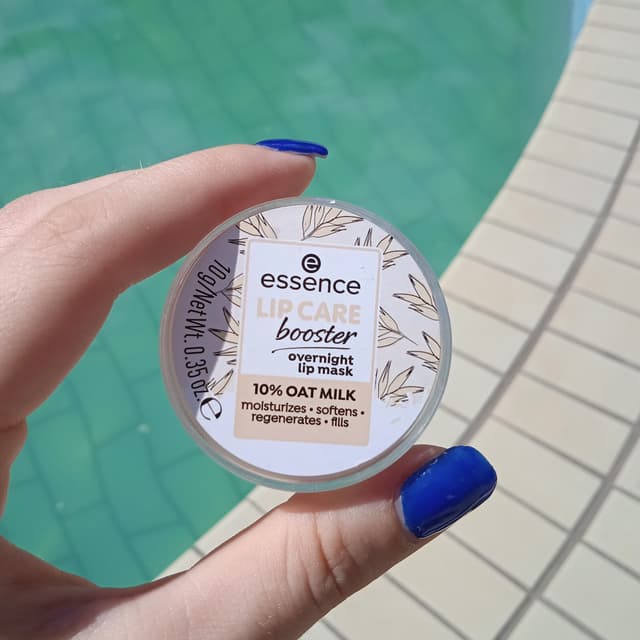 e
essence
LIP CARE
booster
overnight
lip mask
10% OAT MILK
moisturizes • softens •
regenerates • fills
10g/Net Wt. 0.35 oz. ℮